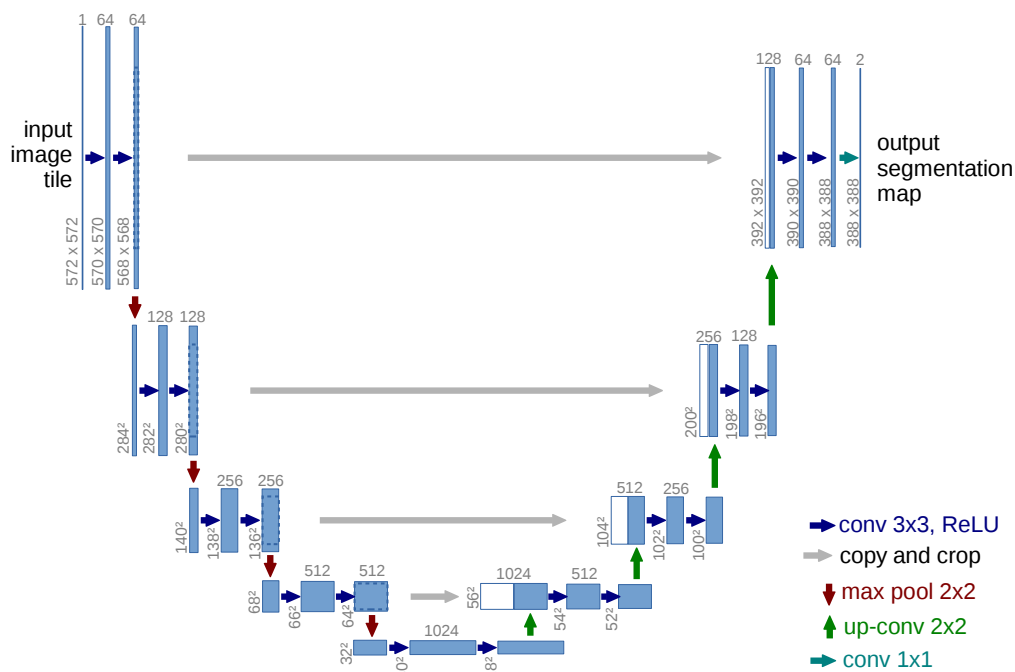 1 64 64
128 64 64 2
input
image
tile
output
segmentation
map
572 x 572
570 x 570
568 x 568
392 x 392
390 x 390
388 x 388
388 x 388
128 128
256 128
284²
282²
280²
200²
198²
196²
256 256
512 256
140²
138²
136²
104²
102²
100²
512 512
1024 512
68²
66²
64²
56²
54²
52²
1024
32²
0²
8²
conv 3x3, ReLU
copy and crop
max pool 2x2
up-conv 2x2
conv 1x1